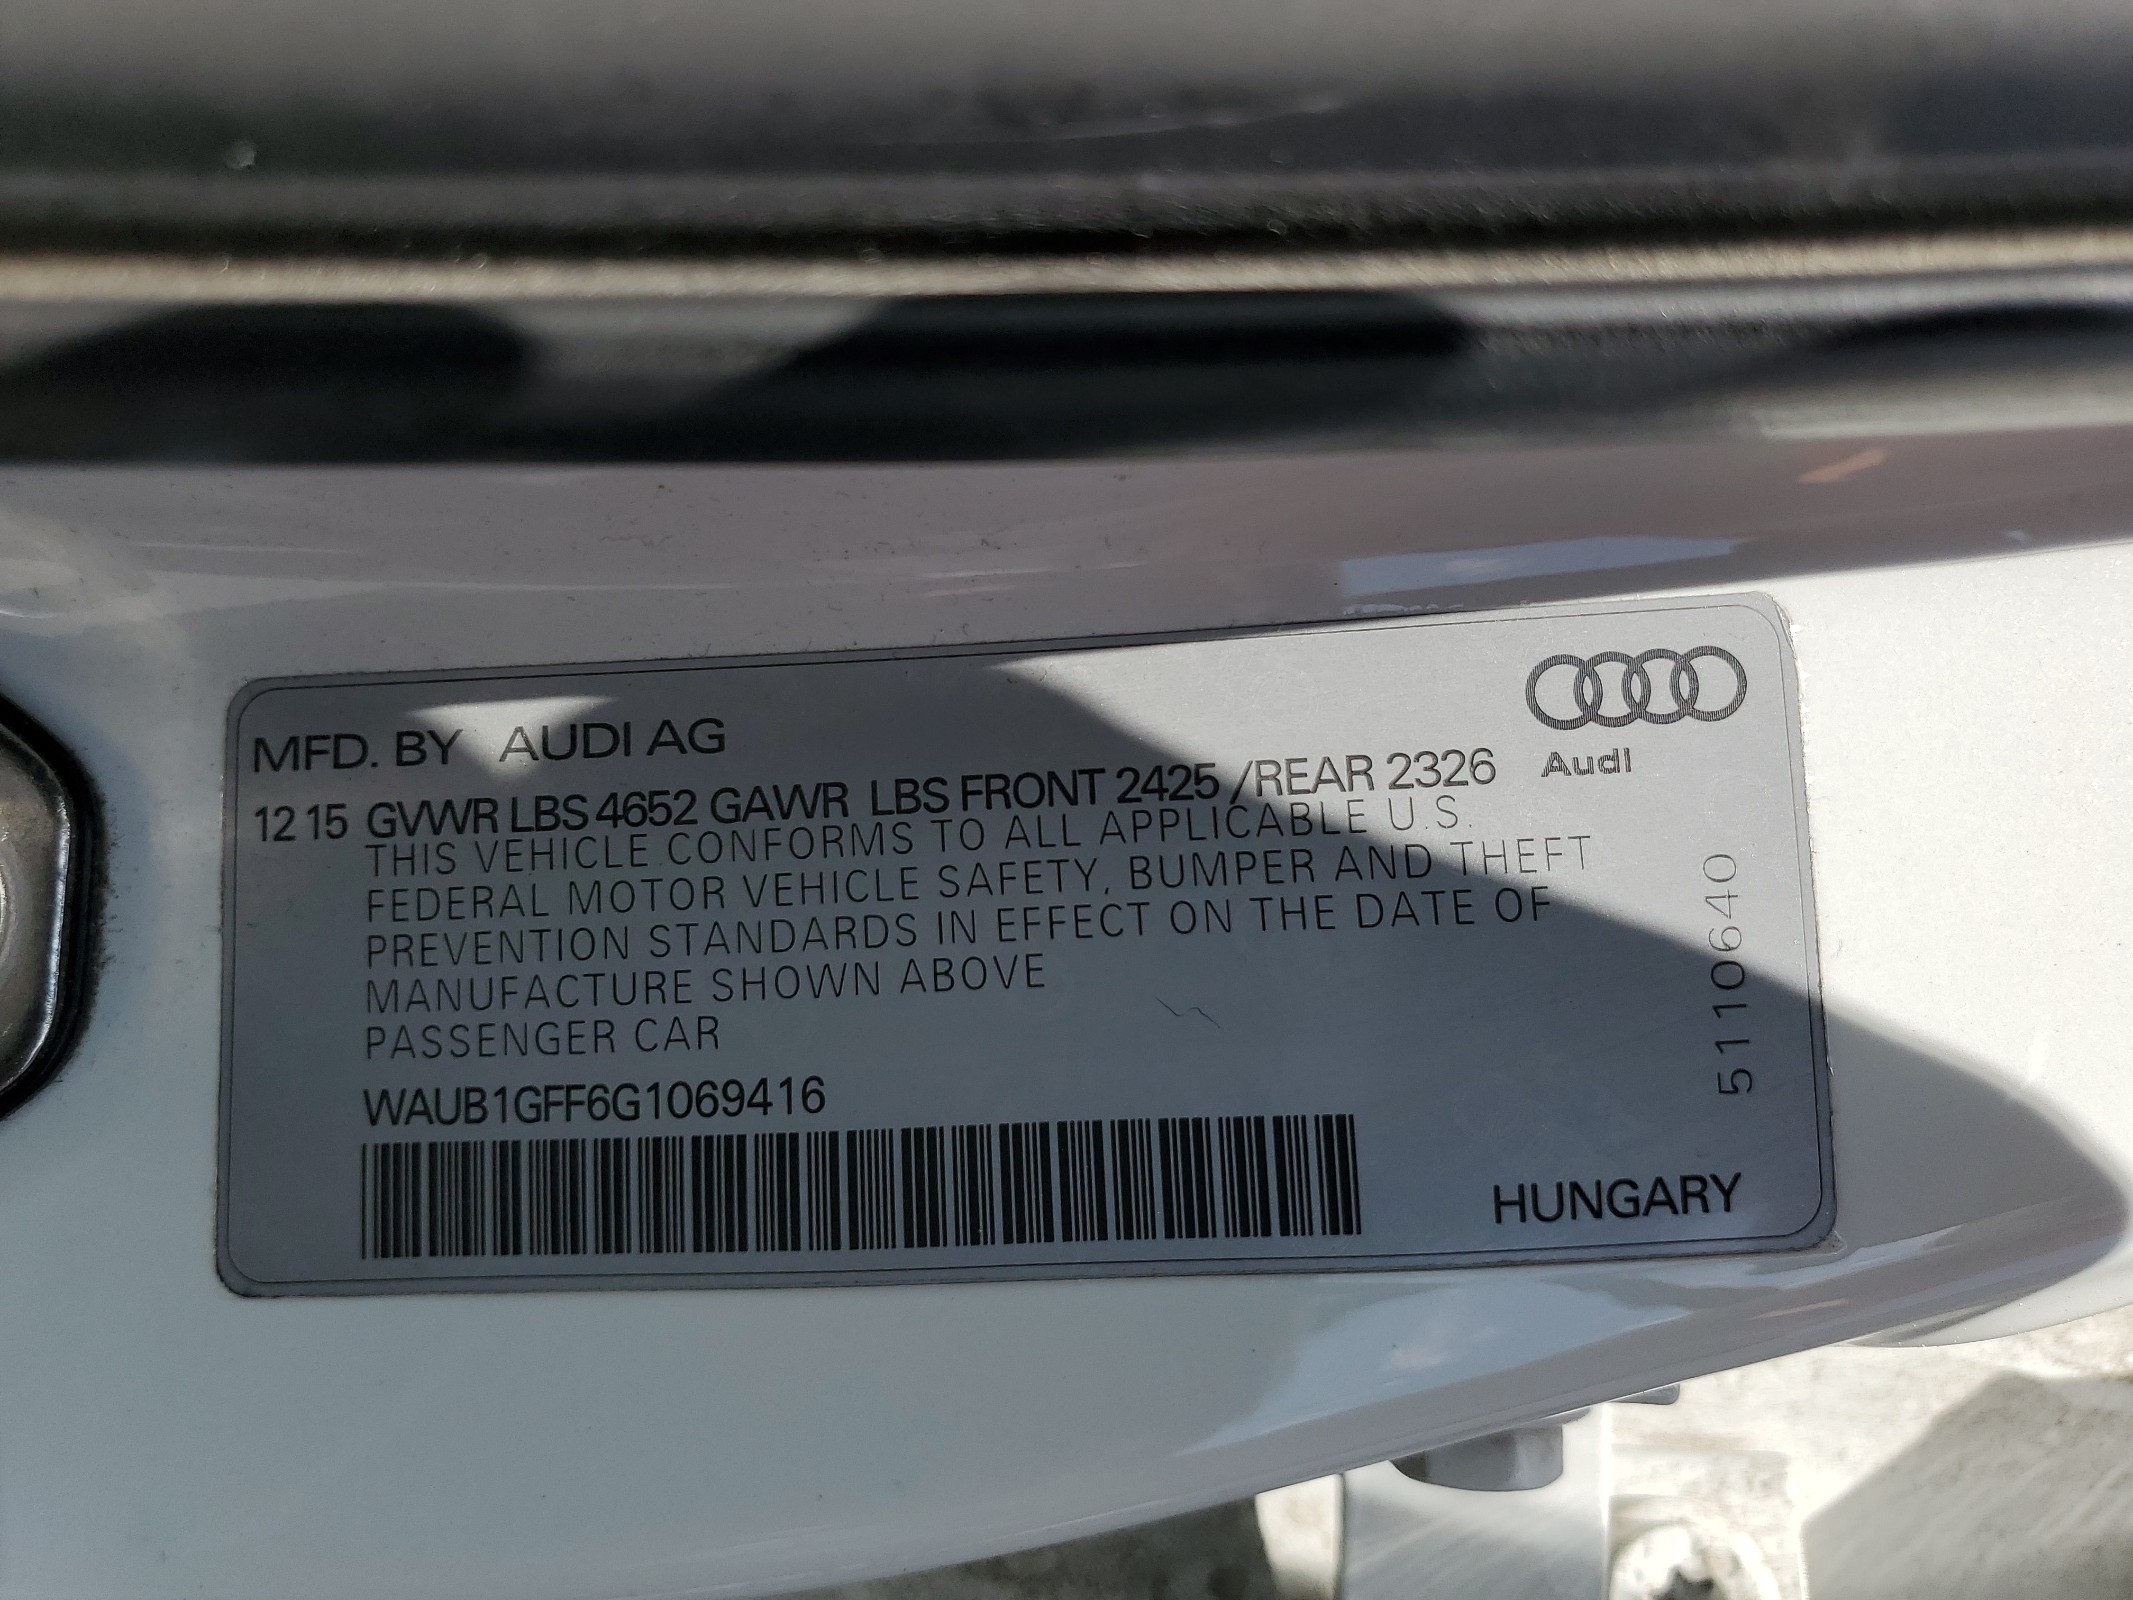 MFD. BY AUDI AG
Audi
12 15 GVWR LBS 4652 GAWR LBS FRONT 2425 /REAR 2326
THIS VEHICLE CONFORMS TO ALL APPLICABLE U.S.
FEDERAL MOTOR VEHICLE SAFETY, BUMPER AND THEFT
PREVENTION STANDARDS IN EFFECT ON THE DATE OF
MANUFACTURE SHOWN ABOVE
PASSENGER CAR
WAUB1GFF6G1069416
HUNGARY
5110640